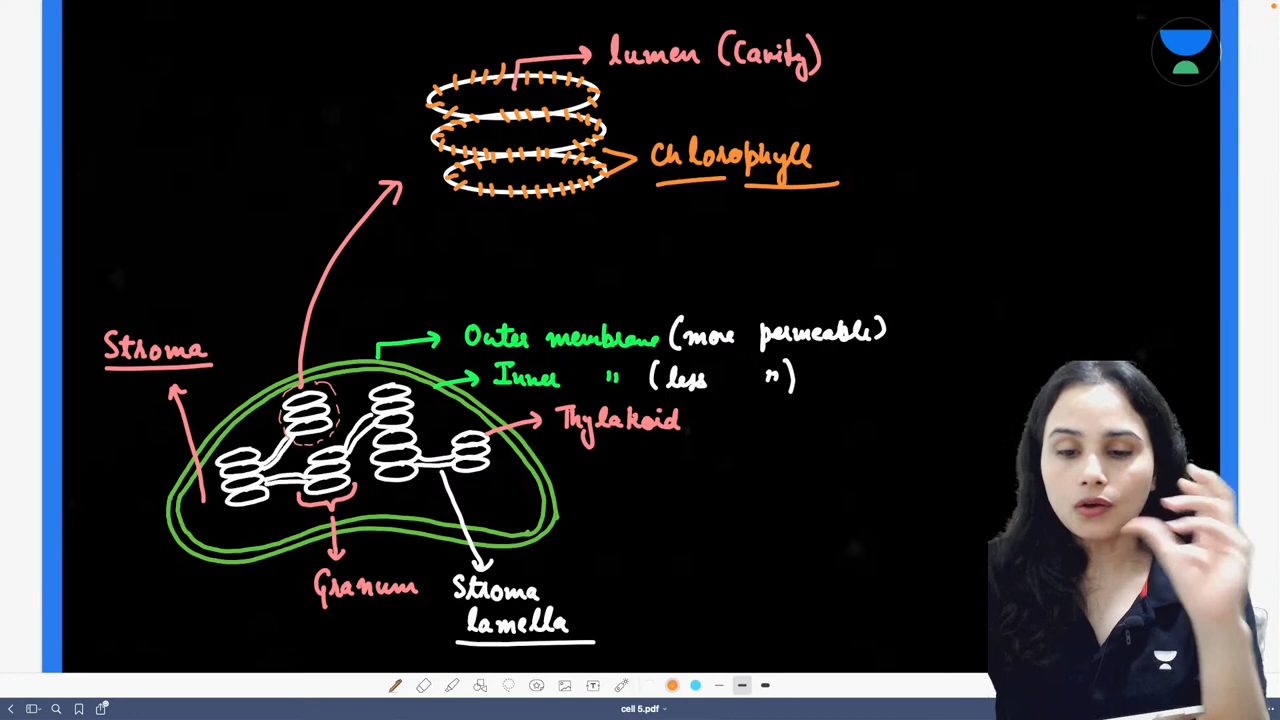 lumen (Cavity)
Chlorophyll
Stroma
Outer membrane (more permeable)
Inner " (less ")
Thylakoid
Granum
Stroma
lamella
cell 5.pdf